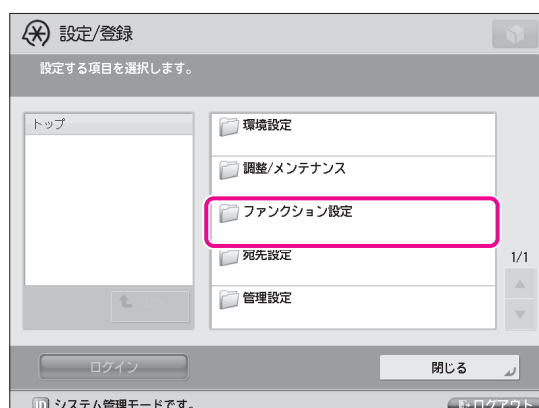 設定/登録
設定する項目を選択します。
トップ
環境設定
調整/メンテナンス
ファンクション設定
宛先設定
管理設定
1/1
ログイン
閉じる
ID システム管理モードです。
ログアウト